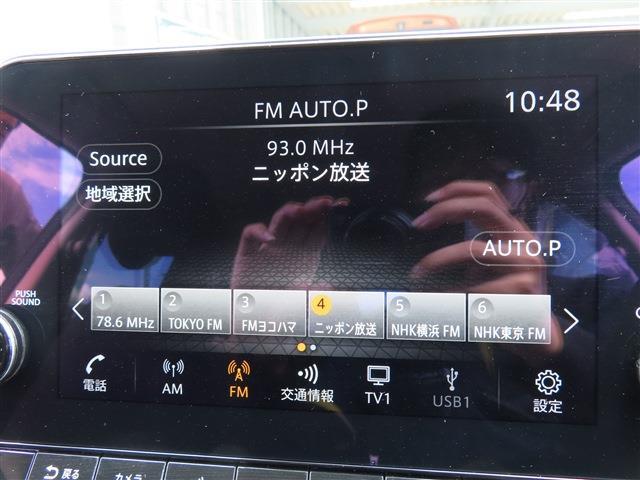 FM AUTO.P
10:48
93.0 MHz
ニッポン放送
Source
地域選択
AUTO.P
PUSH
SOUND
1
78.6 MHz
2
TOKYO FM
3
FMヨコハマ
4
ニッポン放送
5
NHK横浜 FM
6
NHK東京 FM
電話
AM
FM
交通情報
TV1
USB1
設定
戻る
カメラ